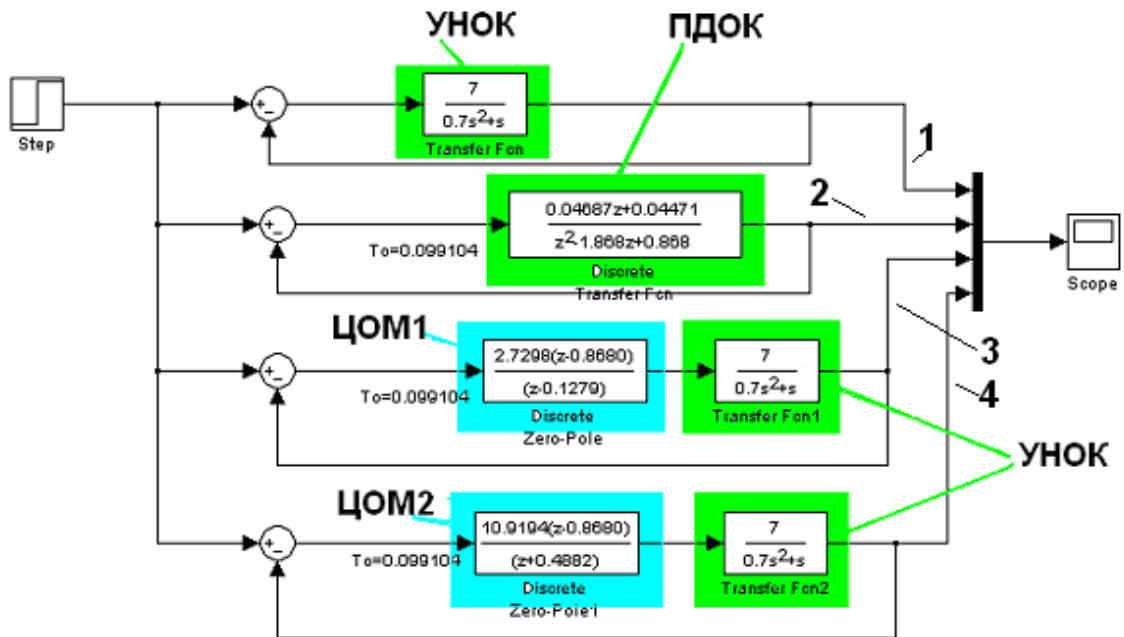 УНОК
ПДОК
Step
7
0.7s²+s
Transfer Fcn
1
2
0.04687z+0.04471
z²-1.868z+0.868
To=0.099104
Discrete
Transfer Fcn
Scope
ЦОМ1
2.7298(z-0.8680)
(z-0.1279)
To=0.099104
Discrete
Zero-Pole
7
0.7s²+s
Transfer Fcn1
3
4
УНОК
ЦОМ2
10.9194(z-0.8680)
(z+0.4882)
To=0.099104
Discrete
Zero-Pole1
7
0.7s²+s
Transfer Fcn2